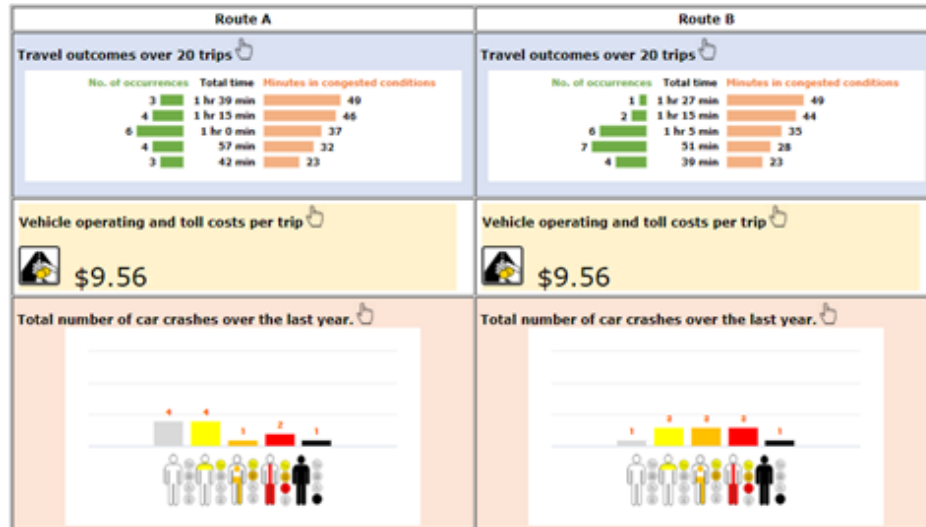 Route A
Route B
Travel outcomes over 20 trips
No. of occurrences Total time Minutes in congested conditions
3 1 hr 39 min 49
4 1 hr 15 min 46
6 1 hr 0 min 37
4 57 min 32
3 42 min 23
Travel outcomes over 20 trips
No. of occurrences Total time Minutes in congested conditions
1 1 hr 27 min 49
2 1 hr 15 min 44
6 1 hr 5 min 35
7 51 min 28
4 39 min 23
Vehicle operating and toll costs per trip
$9.56
Vehicle operating and toll costs per trip
$9.56
Total number of car crashes over the last year.
4 4 1 2 1
Total number of car crashes over the last year.
1 3 3 3 1